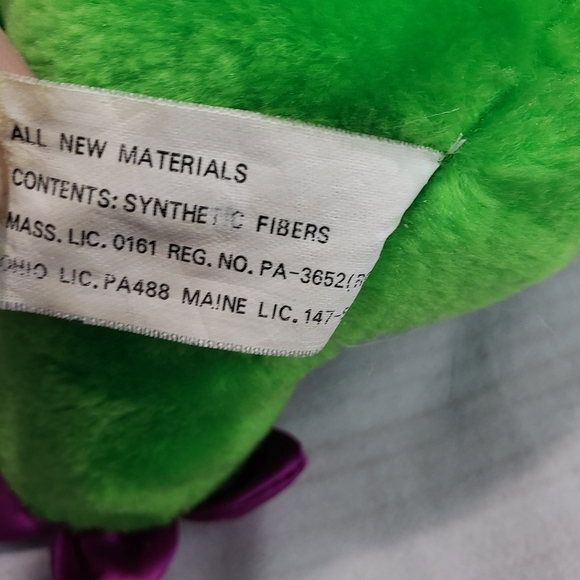 ALL NEW MATERIALS
CONTENTS: SYNTHETIC FIBERS
MASS. LIC. 0161 REG. NO. PA-3652(
OHIO LIC. PA488 MAINE LIC. 147-